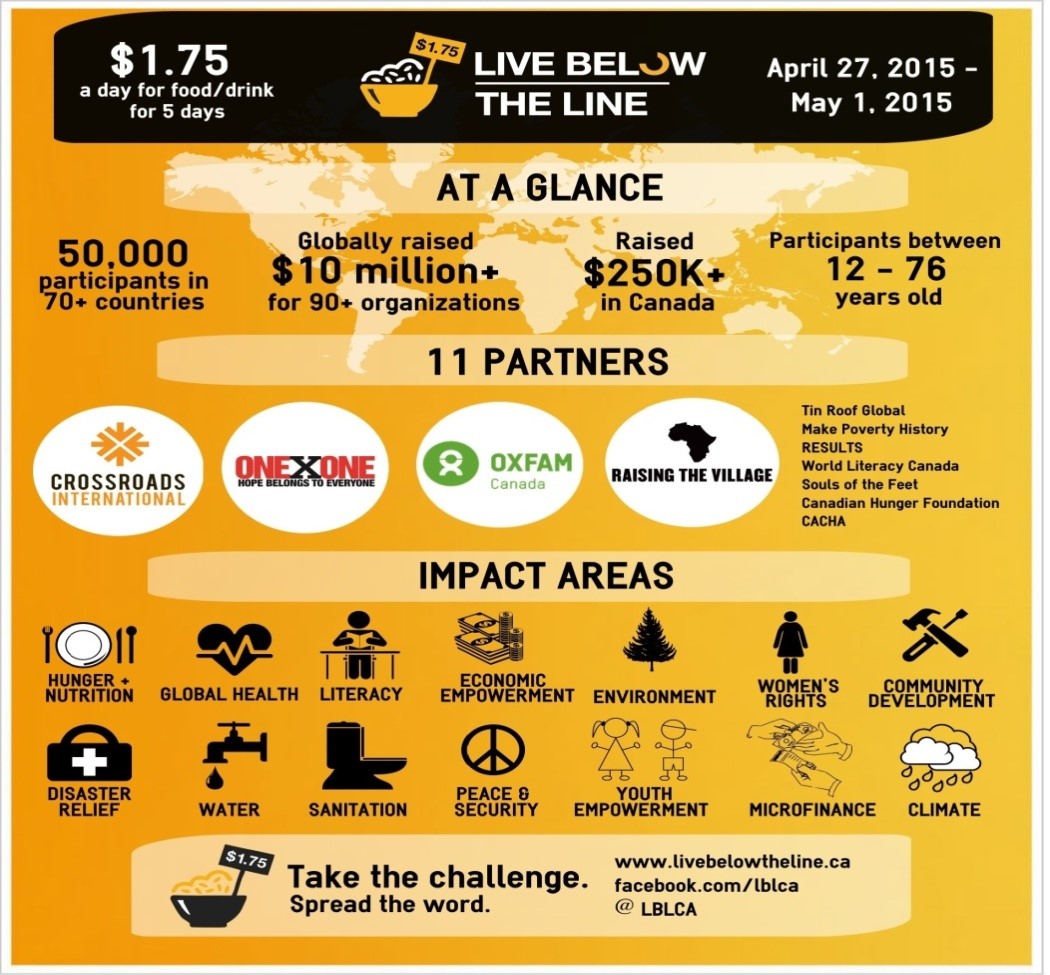 $1.75
a day for food/drink
for 5 days
$1.75
LIVE BELOW
THE LINE
April 27, 2015 –
May 1, 2015
AT A GLANCE
50,000
participants in
70+ countries
Globally raised
$10 million+
for 90+ organizations
Raised
$250K+
in Canada
Participants between
12 – 76
years old
11 PARTNERS
CROSSROADS
INTERNATIONAL
ONEXONE
HOPE BELONGS TO EVERYONE
OXFAM
Canada
RAISING THE VILLAGE
Tin Roof Global
Make Poverty History
RESULTS
World Literacy Canada
Souls of the Feet
Canadian Hunger Foundation
CACHA
IMPACT AREAS
HUNGER +
NUTRITION
GLOBAL HEALTH
LITERACY
ECONOMIC
EMPOWERMENT
ENVIRONMENT
WOMEN'S
RIGHTS
COMMUNITY
DEVELOPMENT
DISASTER
RELIEF
WATER
SANITATION
PEACE &
SECURITY
YOUTH
EMPOWERMENT
MICROFINANCE
CLIMATE
$1.75
Take the challenge.
Spread the word.
www.livebelowtheline.ca
facebook.com/lblca
@ LBLCA